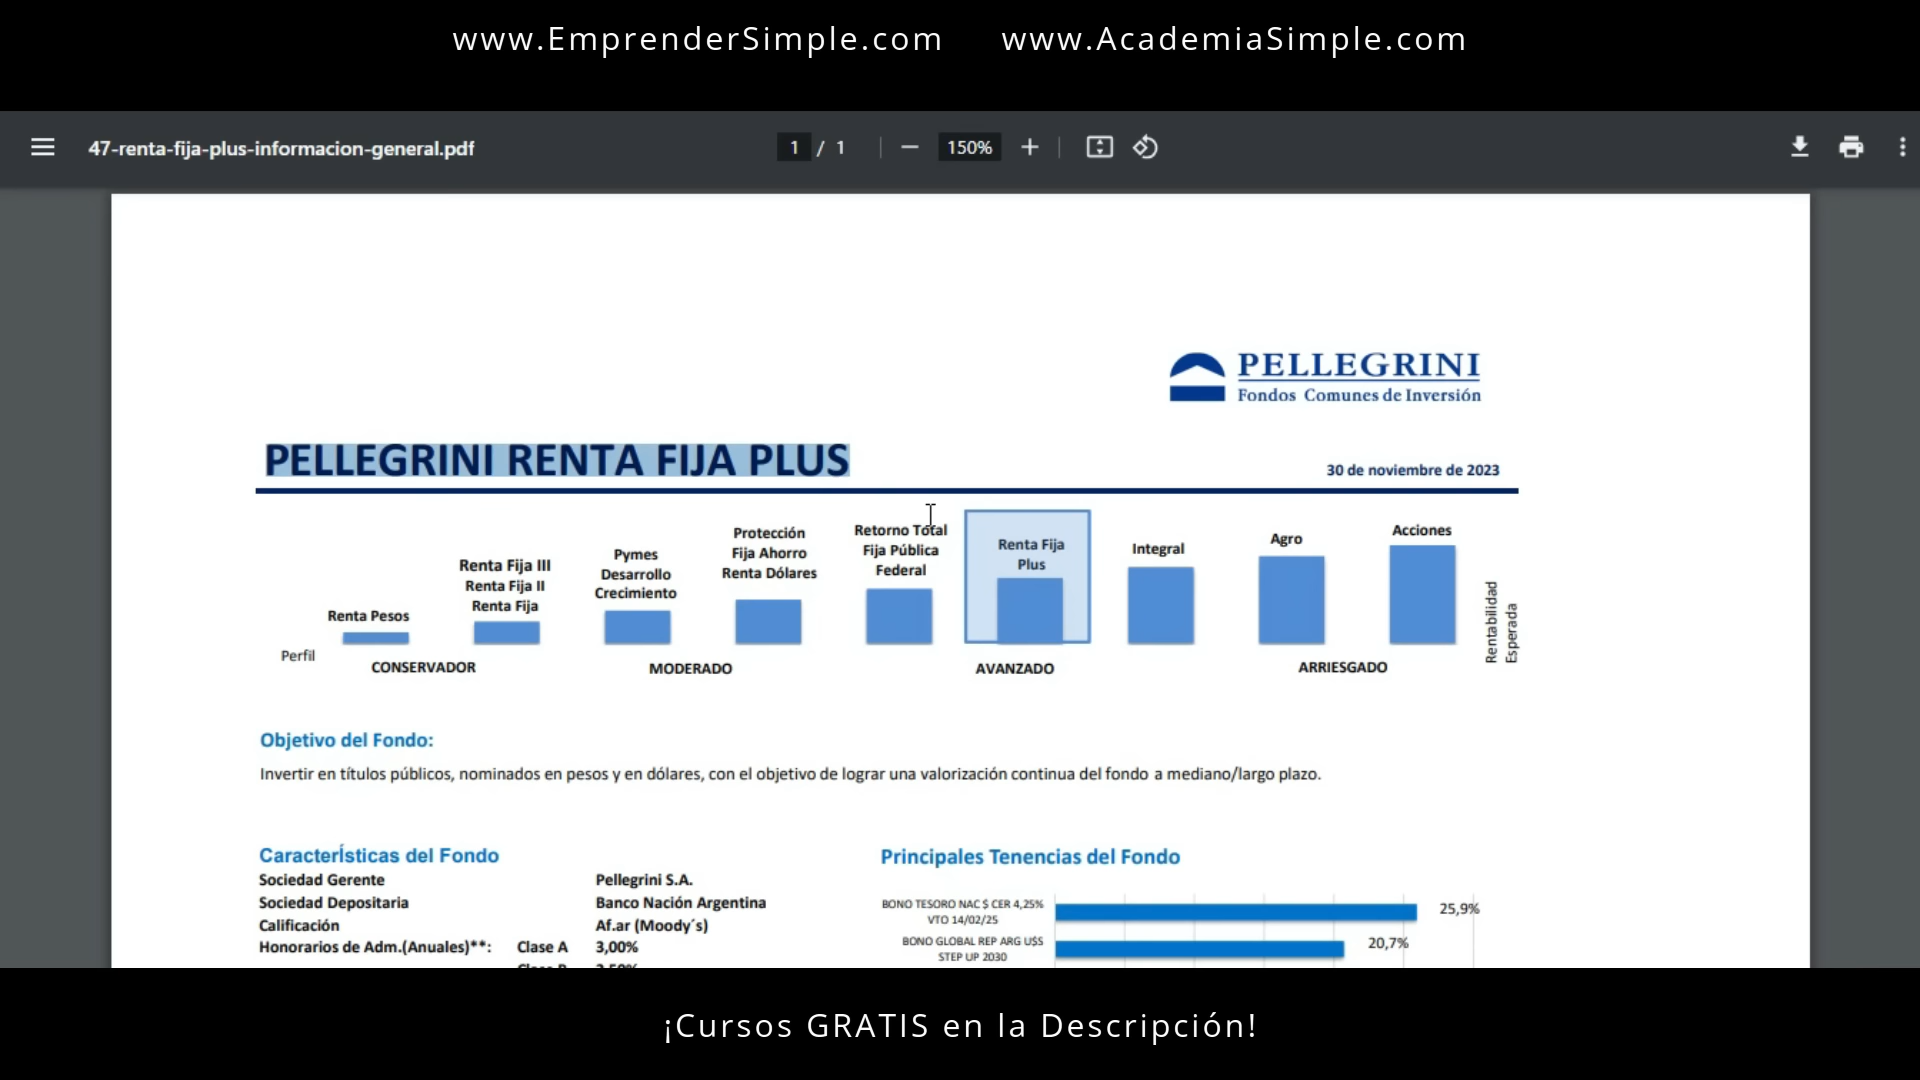 www.EmprenderSimple.com www.AcademiaSimple.com
47-renta-fija-plus-informacion-general.pdf 1 / 1 150%
PELLEGRINI
Fondos Comunes de Inversión
PELLEGRINI RENTA FIJA PLUS
30 de noviembre de 2023
Renta Pesos
Renta Fija III
Renta Fija II
Renta Fija
Pymes
Desarrollo
Crecimiento
Protección
Fija Ahorro
Renta Dólares
Retorno Total
Fija Pública
Federal
Renta Fija
Plus
Integral
Agro
Acciones
Rentabilidad
Esperada
Perfil
CONSERVADOR MODERADO AVANZADO ARRIESGADO
Objetivo del Fondo:
Invertir en títulos públicos, nominados en pesos y en dólares, con el objetivo de lograr una valorización continua del fondo a mediano/largo plazo.
CaracterÍsticas del Fondo
Sociedad Gerente Pellegrini S.A.
Sociedad Depositaria Banco Nación Argentina
Calificación Af.ar (Moody´s)
Honorarios de Adm.(Anuales)**: Clase A 3,00%
Principales Tenencias del Fondo
BONO TESORO NAC $ CER 4,25%
VTO 14/02/25
25,9%
BONO GLOBAL REP ARG U$S
STEP UP 2030
20,7%
¡Cursos GRATIS en la Descripción!